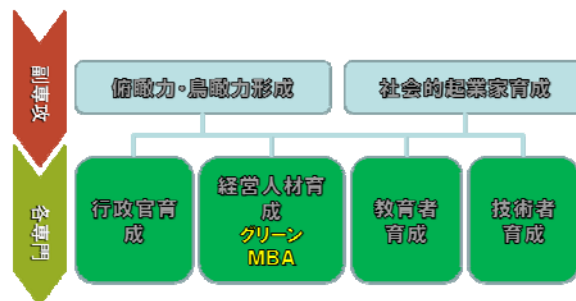 副専攻
俯瞰力・鳥瞰力形成
社会的起業家育成
各専門
行政官育
成
経営人材育
成
グリーン
MBA
教育者
育成
技術者
育成